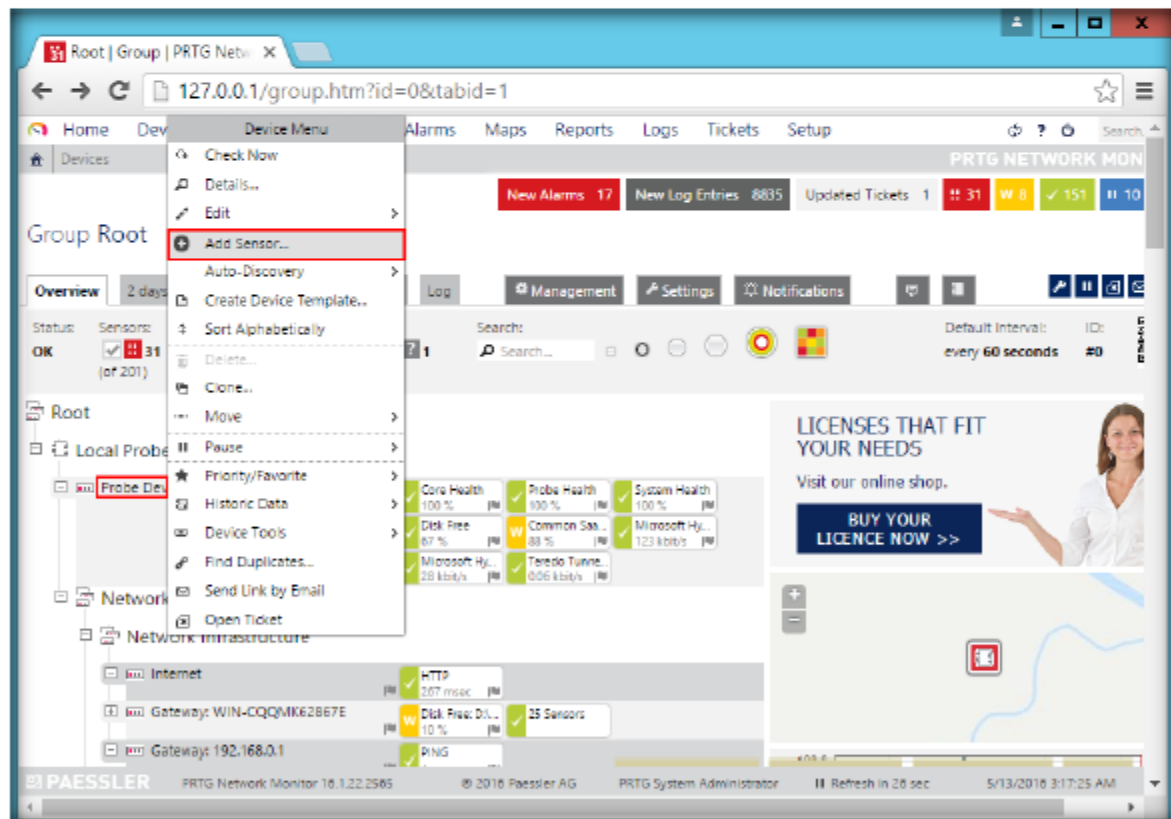 Root | Group | PRTG Netw
127.0.0.1/group.htm?id=0&tabid=1
Home Dev Alarms Maps Reports Logs Tickets Setup Search
Devices
PRTG NETWORK MON
New Alarms 17 New Log Entries 8835 Updated Tickets 1 31 W 8 151 10
Group Root
Device Menu
Check Now
Details...
Edit
Add Sensor...
Auto-Discovery
Create Device Template...
Sort Alphabetically
Delete...
Clone...
Move
Pause
Priority/Favorite
Historic Data
Device Tools
Find Duplicates...
Send Link by Email
Open Ticket
Overview 2 days Log Management Settings Notifications
Status: Sensors: Search: Default Interval: ID:
OK 31 ? 1 Search... every 60 seconds #0
(of 201)
Root
Local Probe
Probe Dev
Core Health Probe Health System Health
100 % 100 % 100 %
Disk Free W Common Saa... Microsoft Hy...
67 % 88 % 123 kbit/s
Microsoft Hy... Teredo Tunne...
28 kbit/s 0.06 kbit/s
Network
Network Infrastructure
Internet
HTTP
267 msec
Gateway: WIN-CQQMK62867E
W Disk Free: D:\... 25 Sensors
10 %
Gateway: 192.168.0.1
PING
LICENSES THAT FIT
YOUR NEEDS
Visit our online shop.
BUY YOUR
LICENCE NOW >>
+
−
PAESSLER PRTG Network Monitor 16.1.22.2565 © 2016 Paessler AG PRTG System Administrator Refresh in 26 sec 5/13/2016 3:17:25 AM